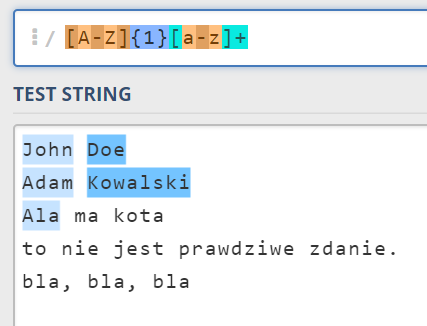 / [A-Z]{1}[a-z]+
TEST STRING
John Doe
Adam Kowalski
Ala ma kota
to nie jest prawdziwe zdanie.
bla, bla, bla